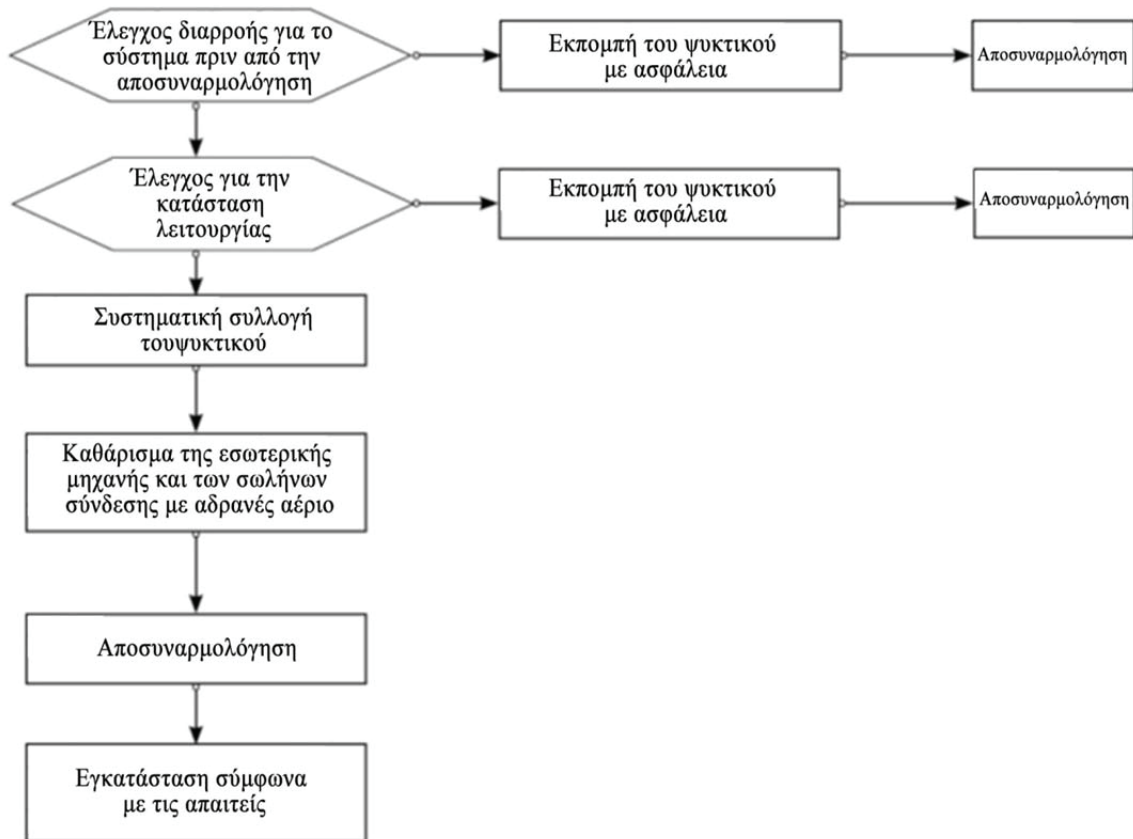 Έλεγχος διαρροής για το
σύστημα πριν από την
αποσυναρμολόγηση
Εκπομπή του ψυκτικού
με ασφάλεια
Αποσυναρμολόγηση
Έλεγχος για την
κατάσταση
λειτουργίας
Εκπομπή του ψυκτικού
με ασφάλεια
Αποσυναρμολόγηση
Συστηματική συλλογή
τουψυκτικού
Καθάρισμα της εσωτερικής
μηχανής και των σωλήνων
σύνδεσης με αδρανές αέριο
Αποσυναρμολόγηση
Εγκατάσταση σύμφωνα
με τις απαιτείς